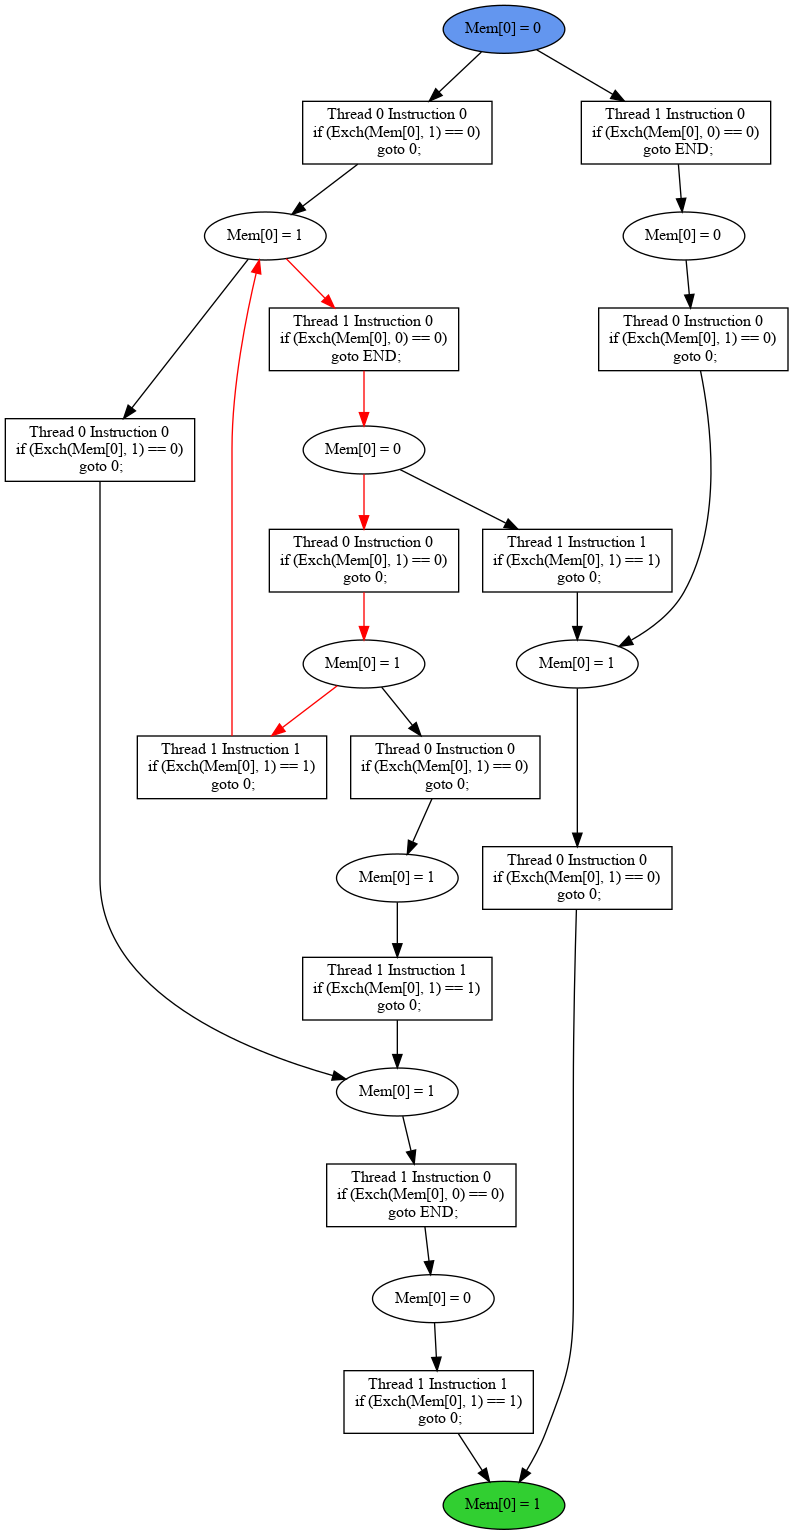 Mem[0] = 0
Thread 0 Instruction 0
if (Exch(Mem[0], 1) == 0)
goto 0;
Thread 1 Instruction 0
if (Exch(Mem[0], 0) == 0)
goto END;
Mem[0] = 1
Mem[0] = 0
Thread 1 Instruction 0
if (Exch(Mem[0], 0) == 0)
goto END;
Thread 0 Instruction 0
if (Exch(Mem[0], 1) == 0)
goto 0;
Thread 0 Instruction 0
if (Exch(Mem[0], 1) == 0)
goto 0;
Mem[0] = 0
Thread 0 Instruction 0
if (Exch(Mem[0], 1) == 0)
goto 0;
Thread 1 Instruction 1
if (Exch(Mem[0], 1) == 1)
goto 0;
Mem[0] = 1
Mem[0] = 1
Thread 1 Instruction 1
if (Exch(Mem[0], 1) == 1)
goto 0;
Thread 0 Instruction 0
if (Exch(Mem[0], 1) == 0)
goto 0;
Mem[0] = 1
Thread 0 Instruction 0
if (Exch(Mem[0], 1) == 0)
goto 0;
Thread 1 Instruction 1
if (Exch(Mem[0], 1) == 1)
goto 0;
Mem[0] = 1
Thread 1 Instruction 0
if (Exch(Mem[0], 0) == 0)
goto END;
Mem[0] = 0
Thread 1 Instruction 1
if (Exch(Mem[0], 1) == 1)
goto 0;
Mem[0] = 1